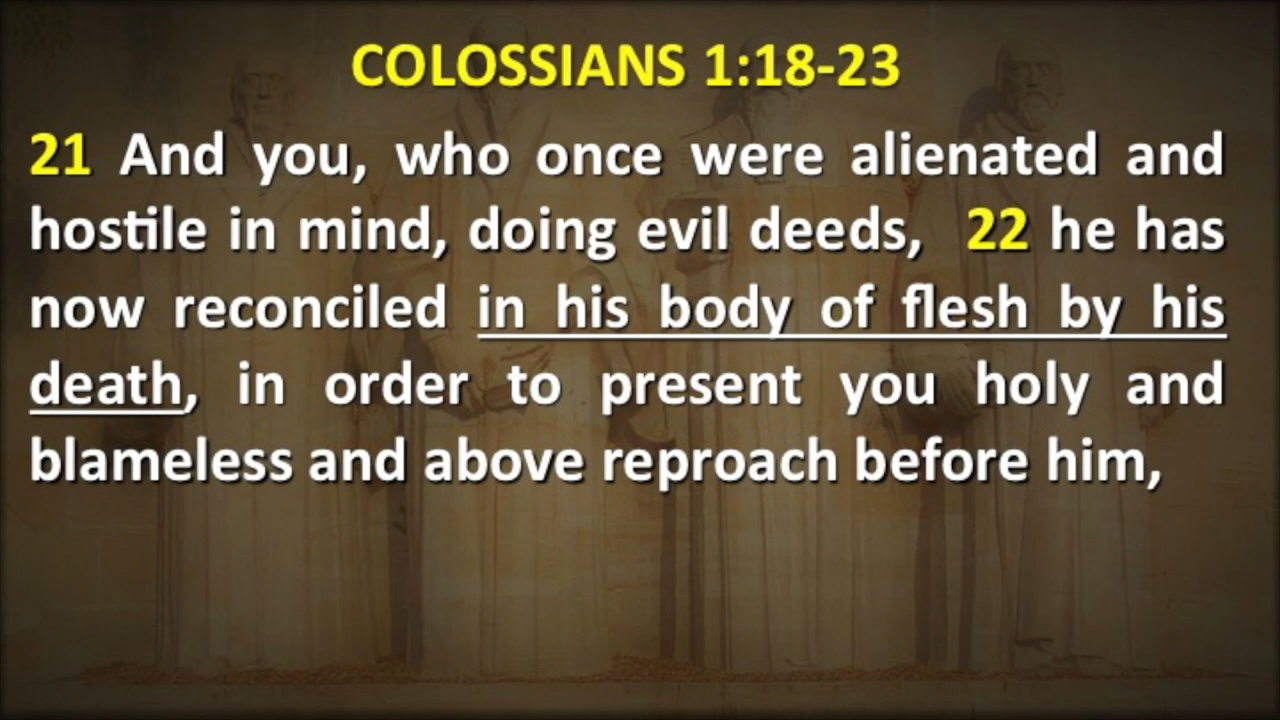 COLOSSIANS 1:18-23
21 And you, who once were alienated and
hostile in mind, doing evil deeds, 22 he has
now reconciled in his body of flesh by his
death, in order to present you holy and
blameless and above reproach before him,